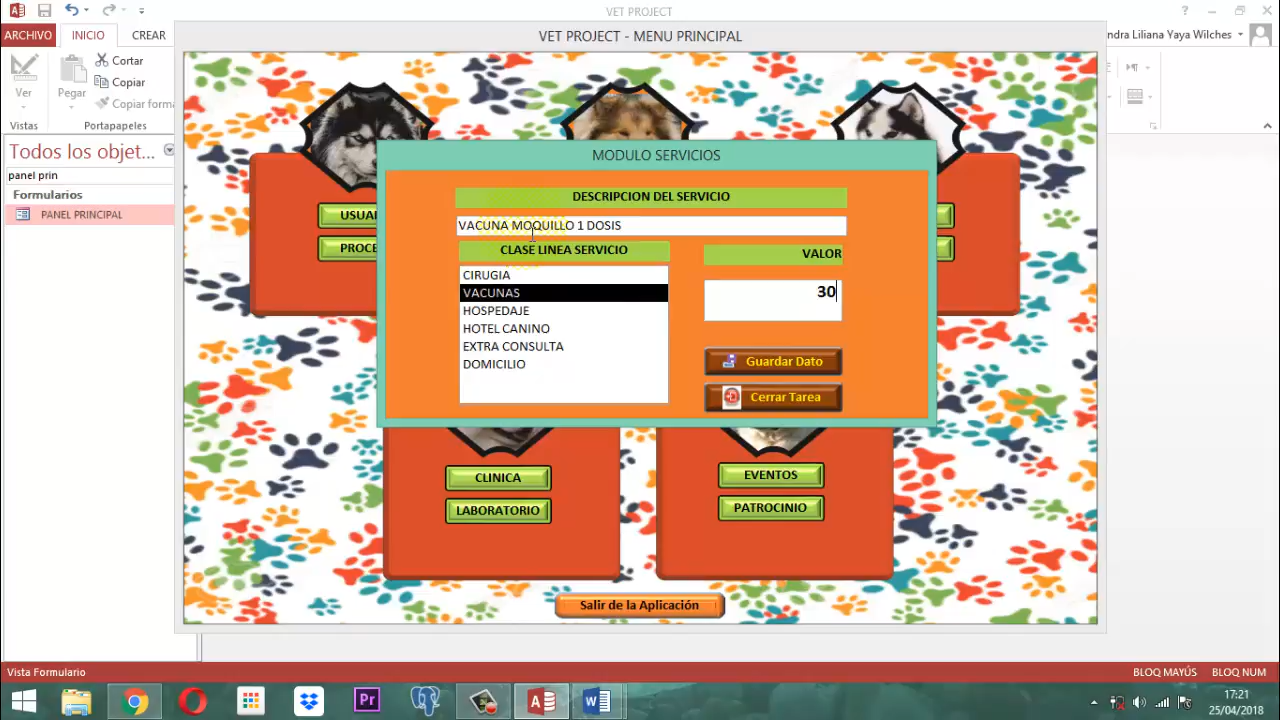 VET PROJECT
ARCHIVO
INICIO
CREAR
ndra Liliana Yaya Wilches
Ver
Pegar
Cortar
Copiar
Copiar forma
Vistas
Portapapeles
Todos los objet...
panel prin
Formularios
PANEL PRINCIPAL
VET PROJECT - MENU PRINCIPAL
USUA
PROCE
MODULO SERVICIOS
DESCRIPCION DEL SERVICIO
VACUNA MOQUILLO 1 DOSIS
CLASE LINEA SERVICIO
VALOR
CIRUGIA
VACUNAS
HOSPEDAJE
HOTEL CANINO
EXTRA CONSULTA
DOMICILIO
30
Guardar Dato
Cerrar Tarea
CLINICA
LABORATORIO
EVENTOS
PATROCINIO
Salir de la Aplicación
Vista Formulario
BLOQ MAYÚS
BLOQ NUM
Pr
17:21
25/04/2018